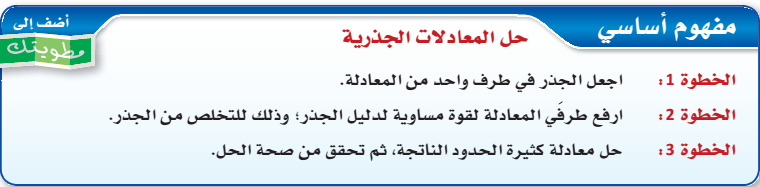 مفهوم أساسي
حل المعادلات الجذرية
أضف إلى
مطويتك
الخطوة 1: اجعل الجذر في طرف واحد من المعادلة.
الخطوة 2: ارفع طرفَي المعادلة لقوة مساوية لدليل الجذر؛ وذلك للتخلص من الجذر.
الخطوة 3: حل معادلة كثيرة الحدود الناتجة، ثم تحقق من صحة الحل.